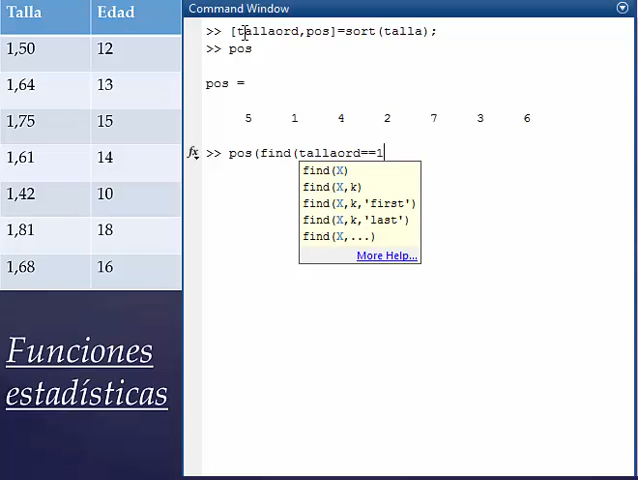 Talla Edad
1,50 12
1,64 13
1,75 15
1,61 14
1,42 10
1,81 18
1,68 16
Funciones
estadísticas
Command Window
>> [tallaord,pos]=sort(talla);
>> pos
pos =
5 1 4 2 7 3 6
fx >> pos(find(tallaord==1
find(X)
find(X,k)
find(X,k,'first')
find(X,k,'last')
find(X,...)
More Help...